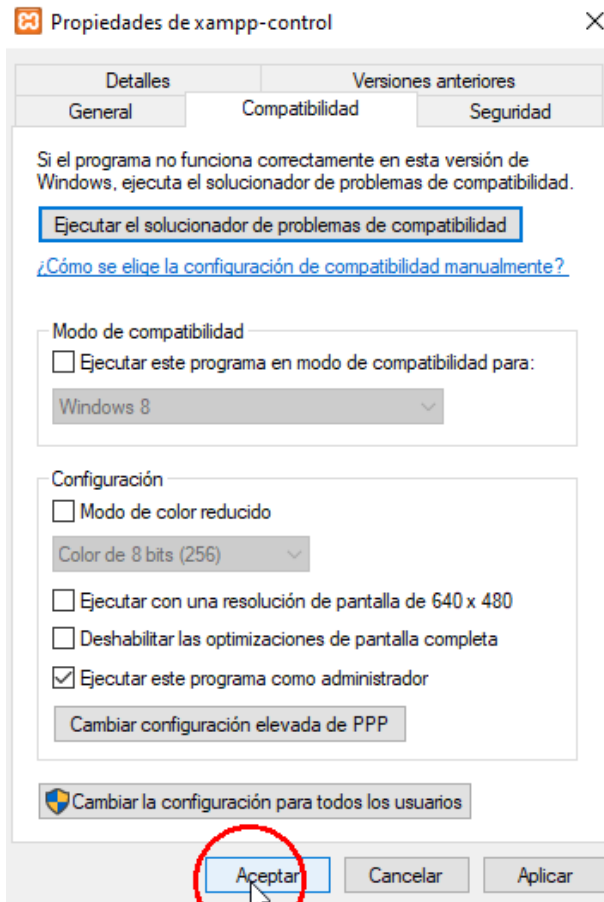 Propiedades de xampp-control
Detalles
Versiones anteriores
General
Compatibilidad
Seguridad
Si el programa no funciona correctamente en esta versión de
Windows, ejecuta el solucionador de problemas de compatibilidad.
Ejecutar el solucionador de problemas de compatibilidad
¿Cómo se elige la configuración de compatibilidad manualmente?
Modo de compatibilidad
Ejecutar este programa en modo de compatibilidad para:
Windows 8
Configuración
Modo de color reducido
Color de 8 bits (256)
Ejecutar con una resolución de pantalla de 640 x 480
Deshabilitar las optimizaciones de pantalla completa
Ejecutar este programa como administrador
Cambiar configuración elevada de PPP
Cambiar la configuración para todos los usuarios
Aceptar
Cancelar
Aplicar